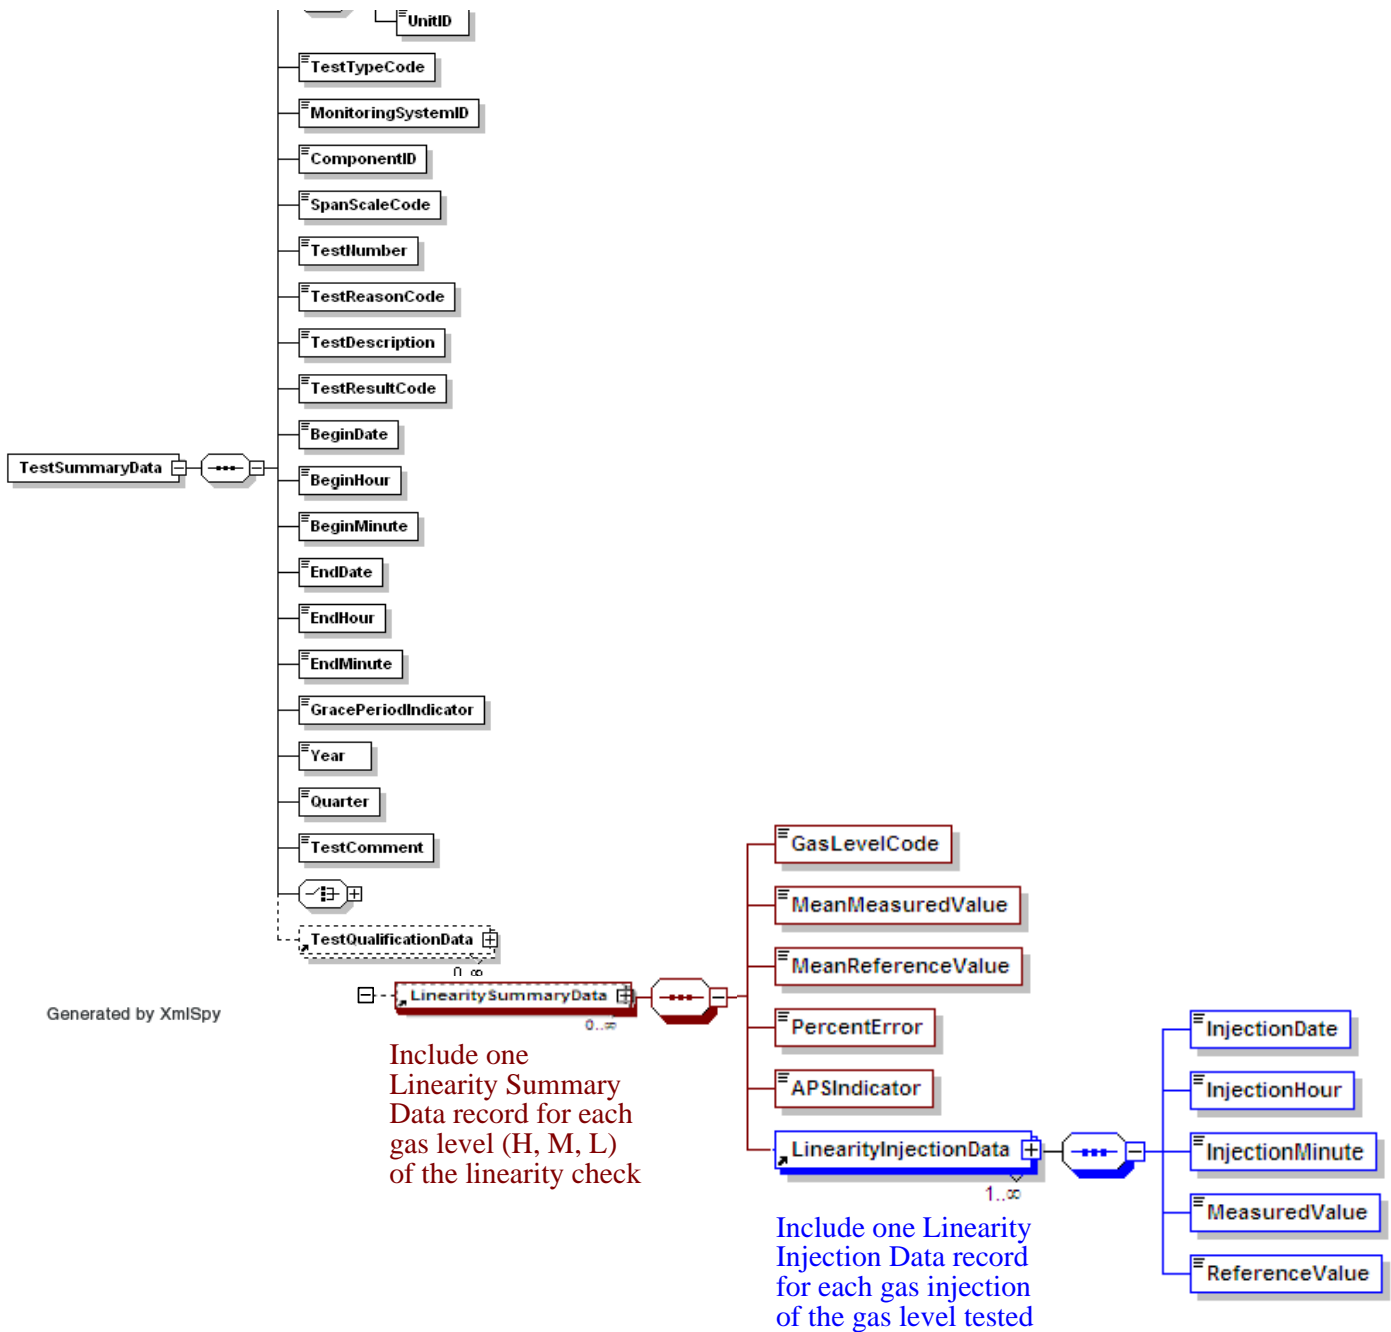 UnitID
TestTypeCode
MonitoringSystemID
ComponentID
SpanScaleCode
TestNumber
TestReasonCode
TestDescription
TestResultCode
BeginDate
TestSummaryData
BeginHour
BeginMinute
EndDate
EndHour
EndMinute
GracePeriodIndicator
Year
Quarter
TestComment
TestQualificationData
0..∞
Generated by XmlSpy
LinearitySummaryData
0..∞
Include one
Linearity Summary
Data record for each
gas level (H, M, L)
of the linearity check
GasLevelCode
MeanMeasuredValue
MeanReferenceValue
PercentError
APSIndicator
LinearityInjectionData
1..∞
Include one Linearity
Injection Data record
for each gas injection
of the gas level tested
InjectionDate
InjectionHour
InjectionMinute
MeasuredValue
ReferenceValue